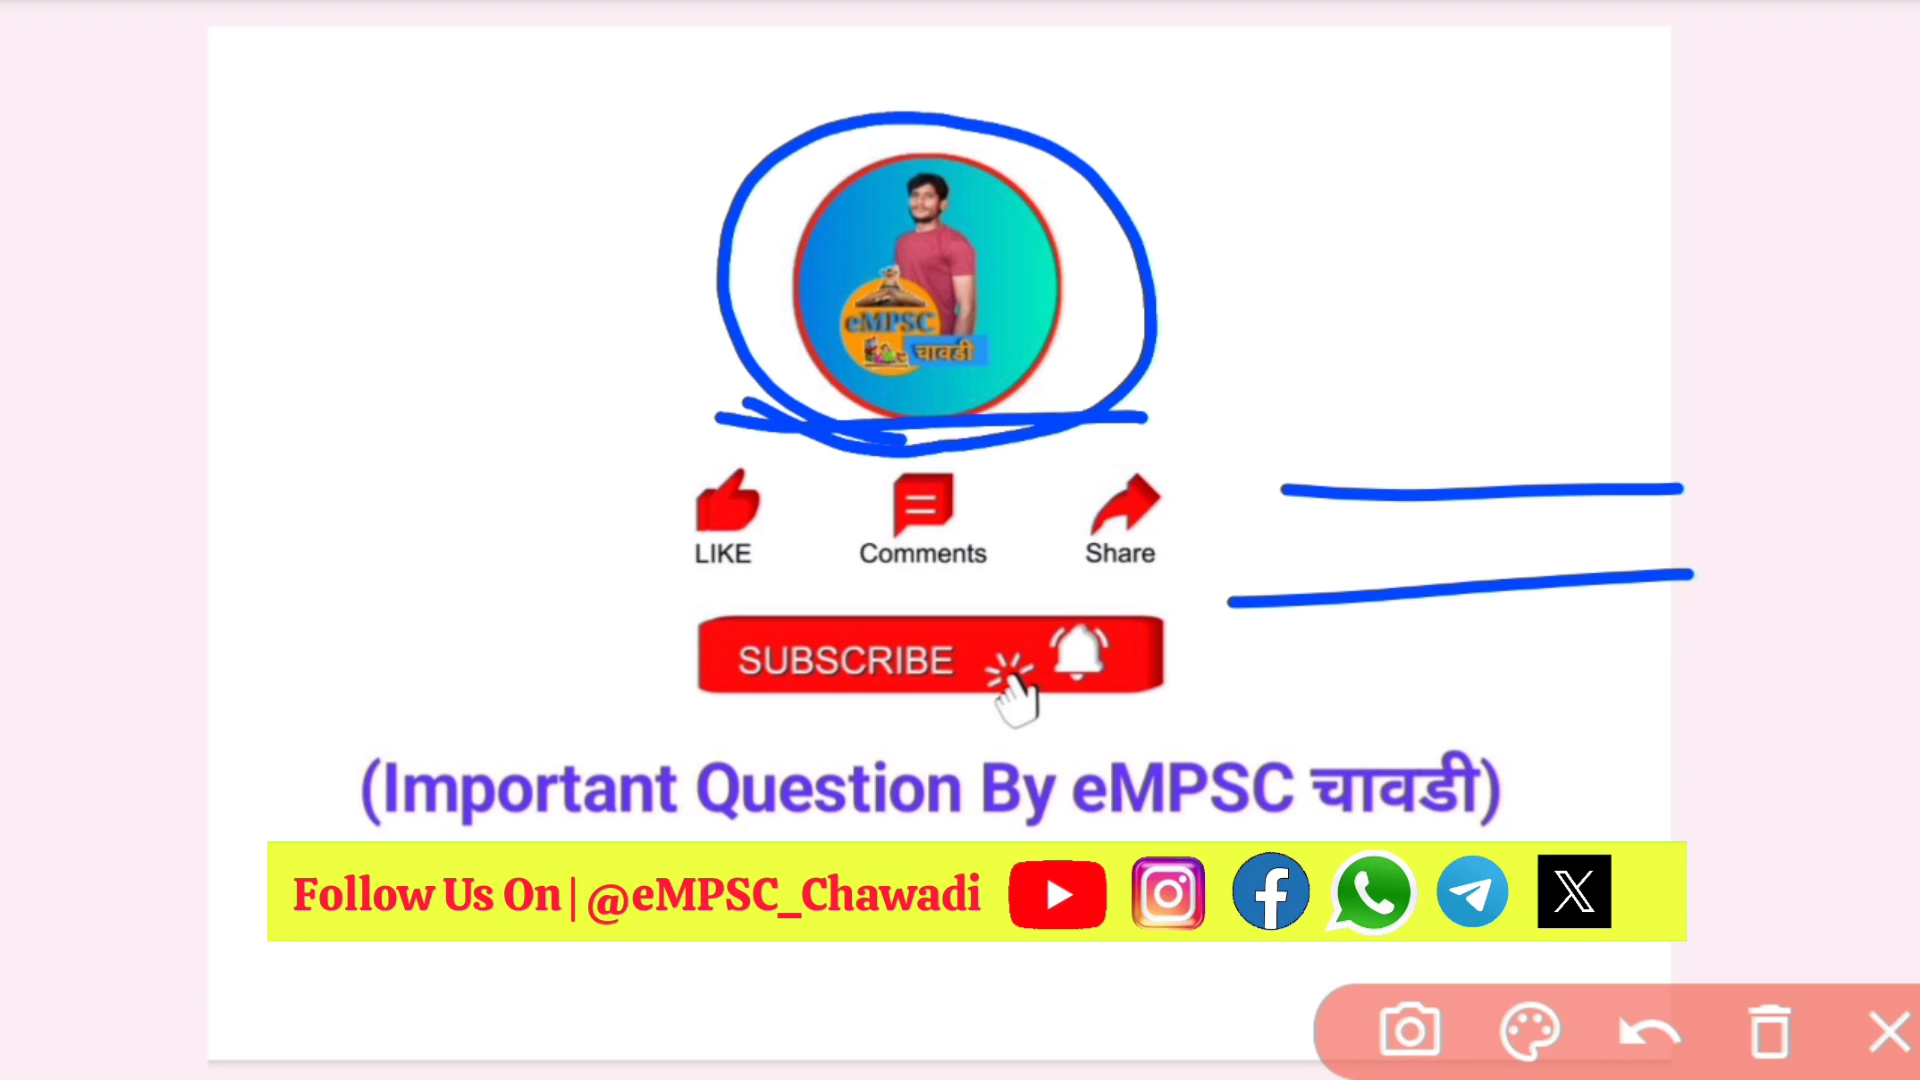 eMPSC
चावडी
LIKE Comments Share
SUBSCRIBE
(Important Question By eMPSC चावडी)
Follow Us On | @eMPSC_Chawadi